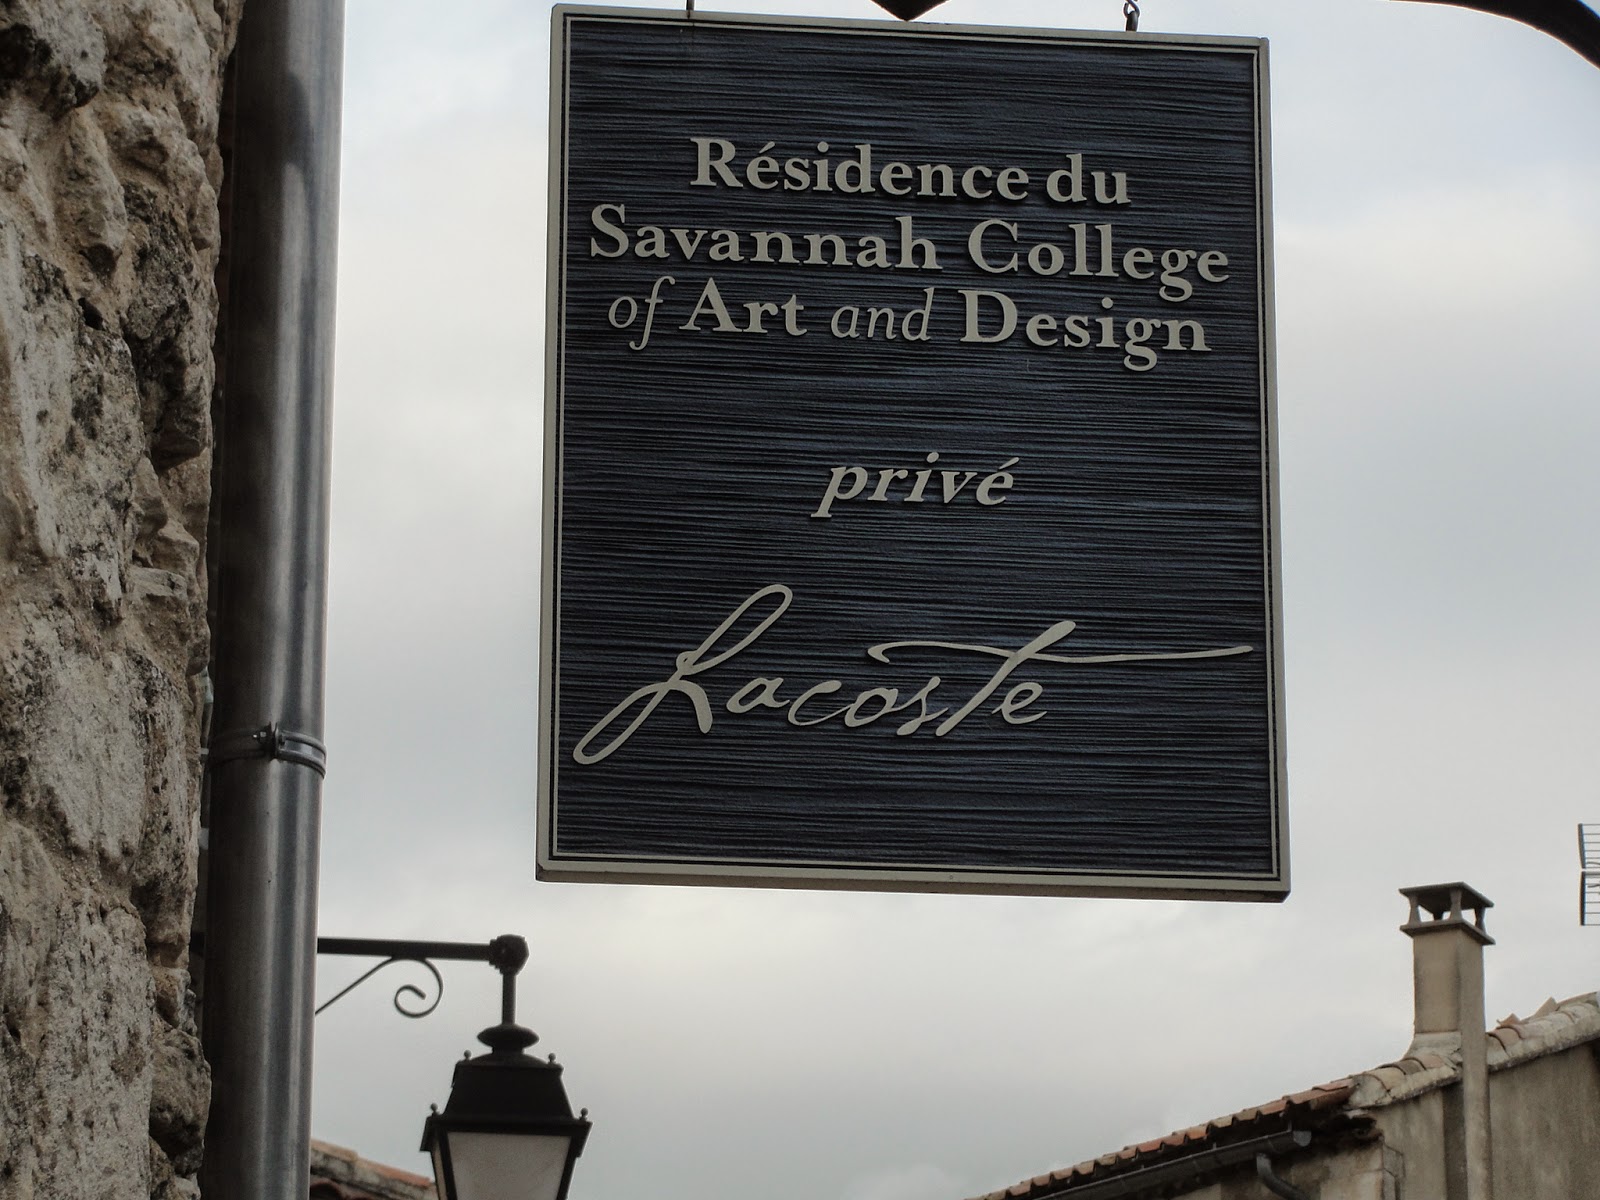 Résidence du
Savannah College
of Art and Design
privé
Lacoste